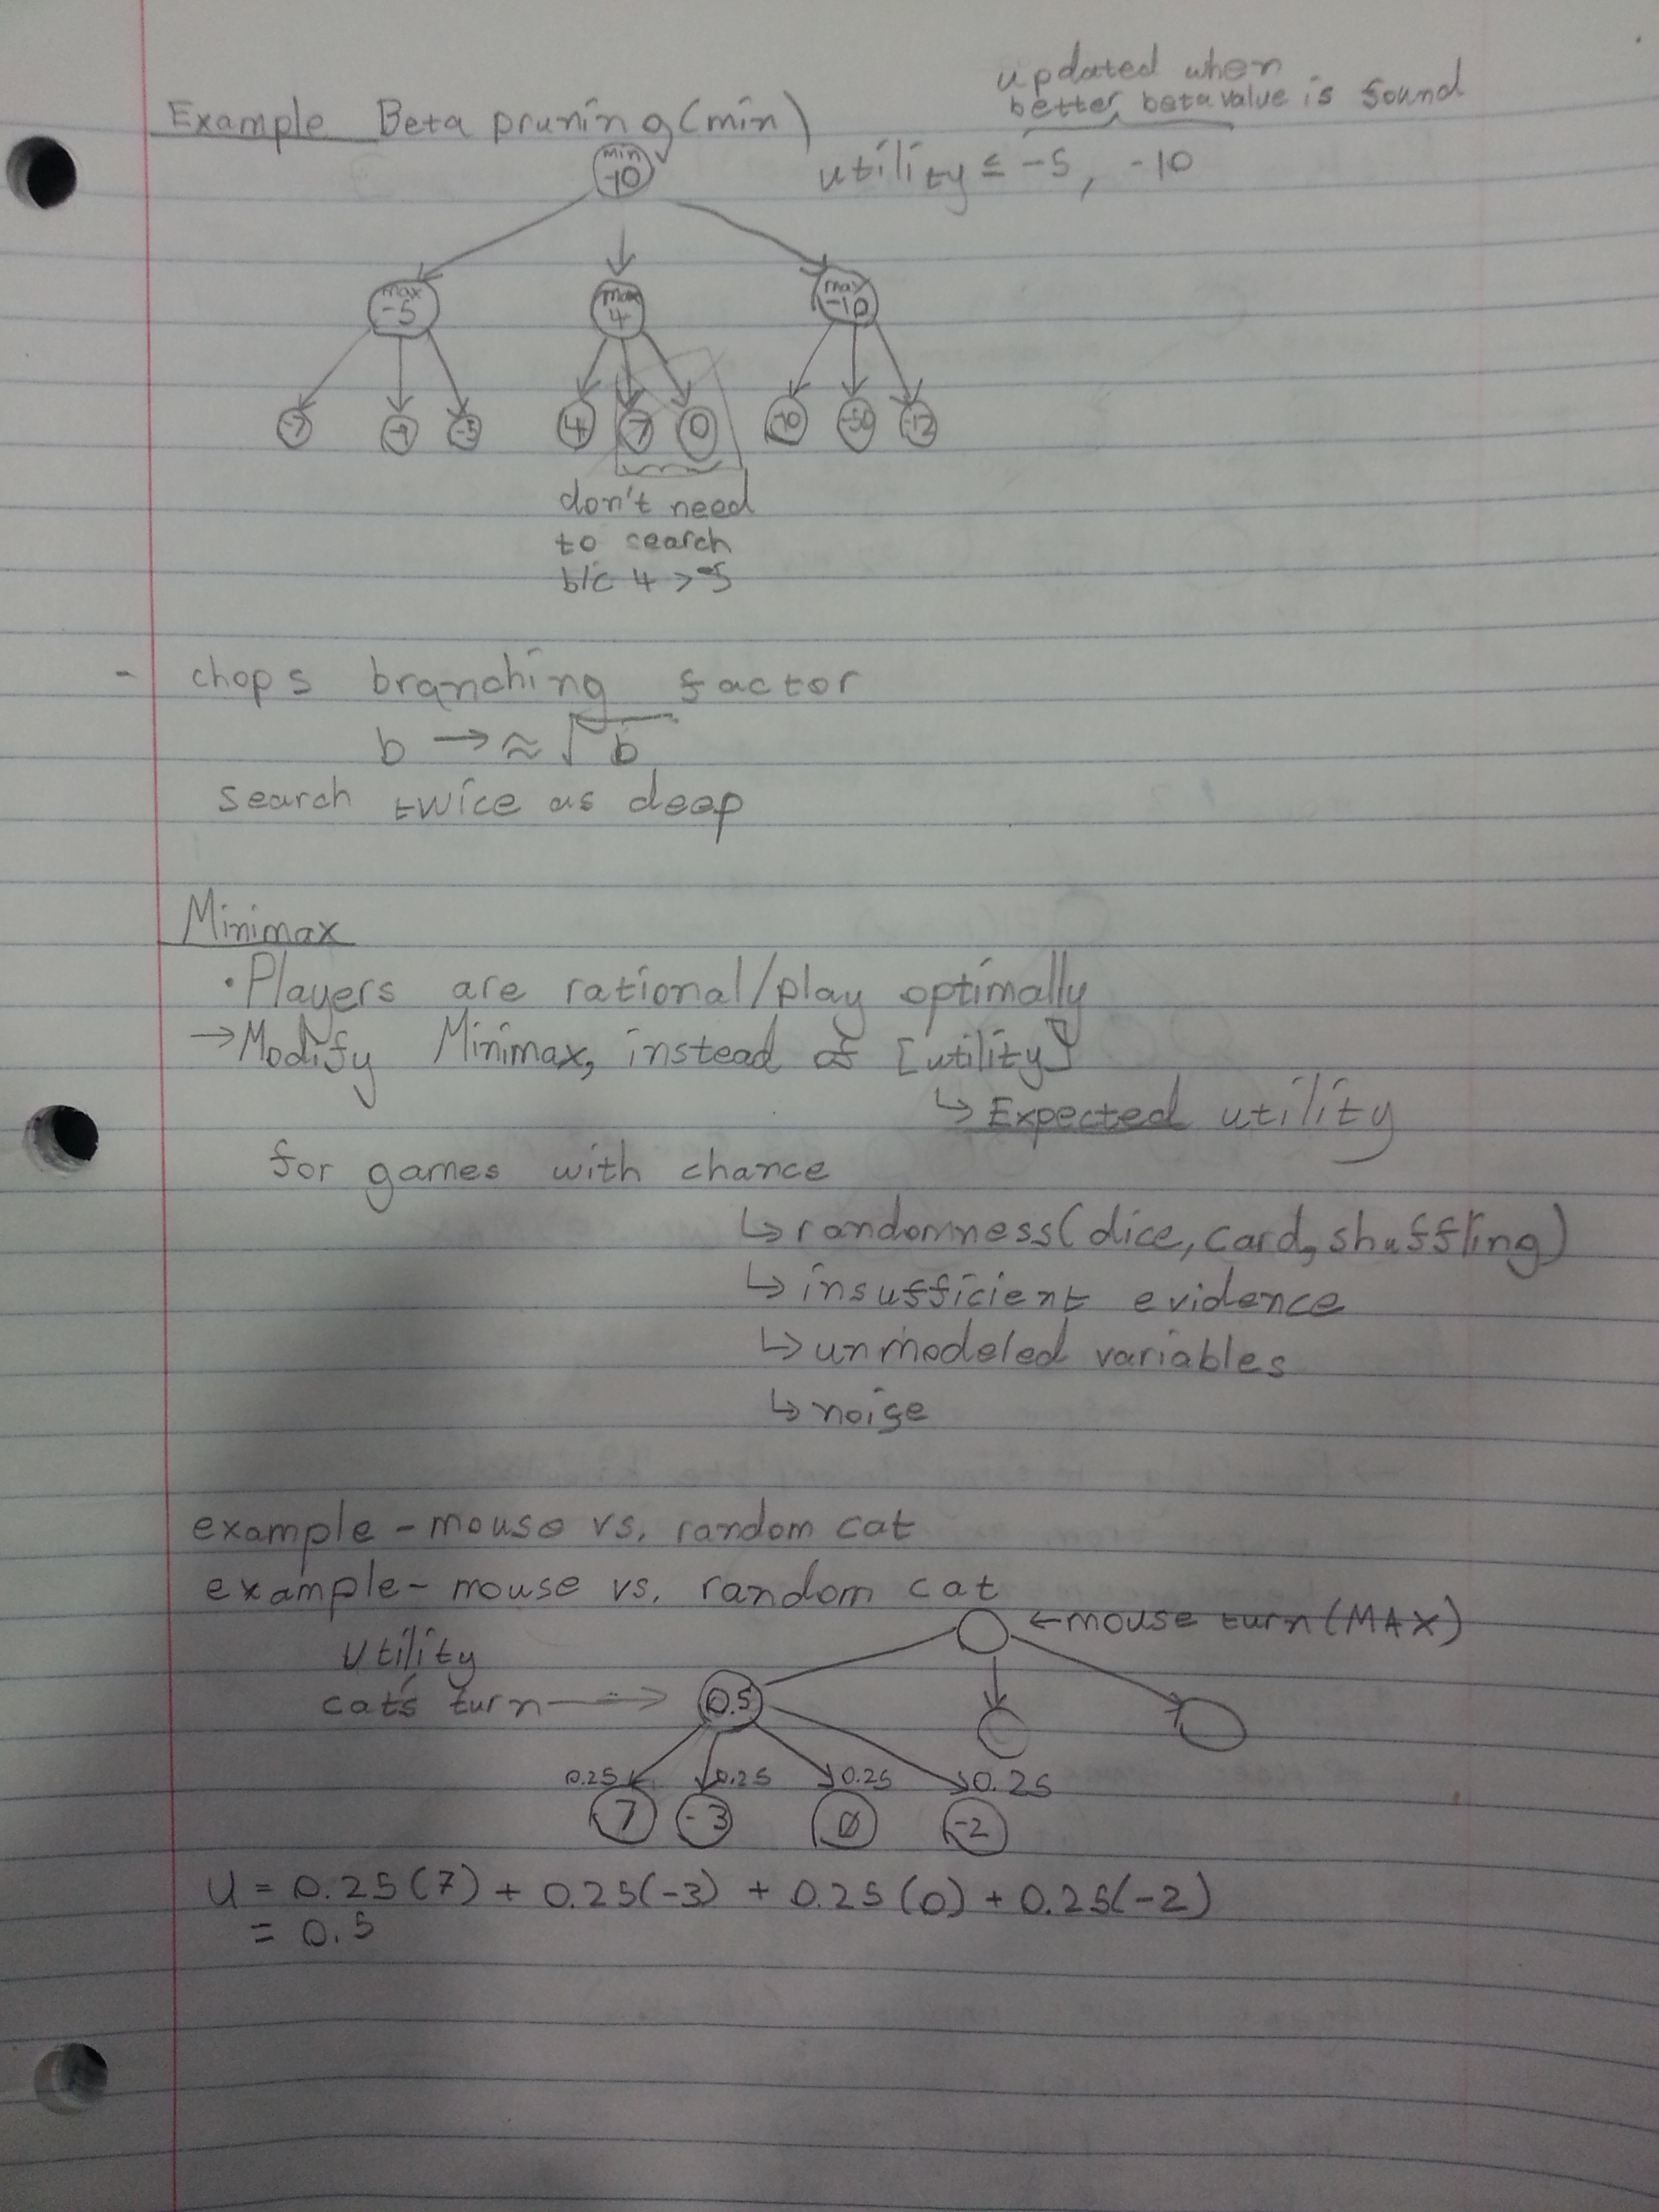 updated when
better beta value is found
Example Beta pruning (min)
utility ≤ -5, -10
min
-10
max
-5
max
4
max
-10
-7 -5 4 7 0 -10 -50 -12
don't need
to search
b/c 4 > -5
- chops branching factor
b → ≈ √b
search twice as deep
Minimax
• Players are rational/play optimally
→ Modify Minimax, instead of [utility]
↳ Expected utility
for games with chance
↳ randomness (dice, card, shuffling)
↳ insufficient evidence
↳ unmodeled variables
↳ noise
example - mouse vs. random cat
example - mouse vs. random cat
← mouse turn (MAX)
Utility
cat's turn → 0.5
0.25 0.25 0.25 0.25
7 -3 0 -2
U = 0.25(7) + 0.25(-3) + 0.25(0) + 0.25(-2)
= 0.5